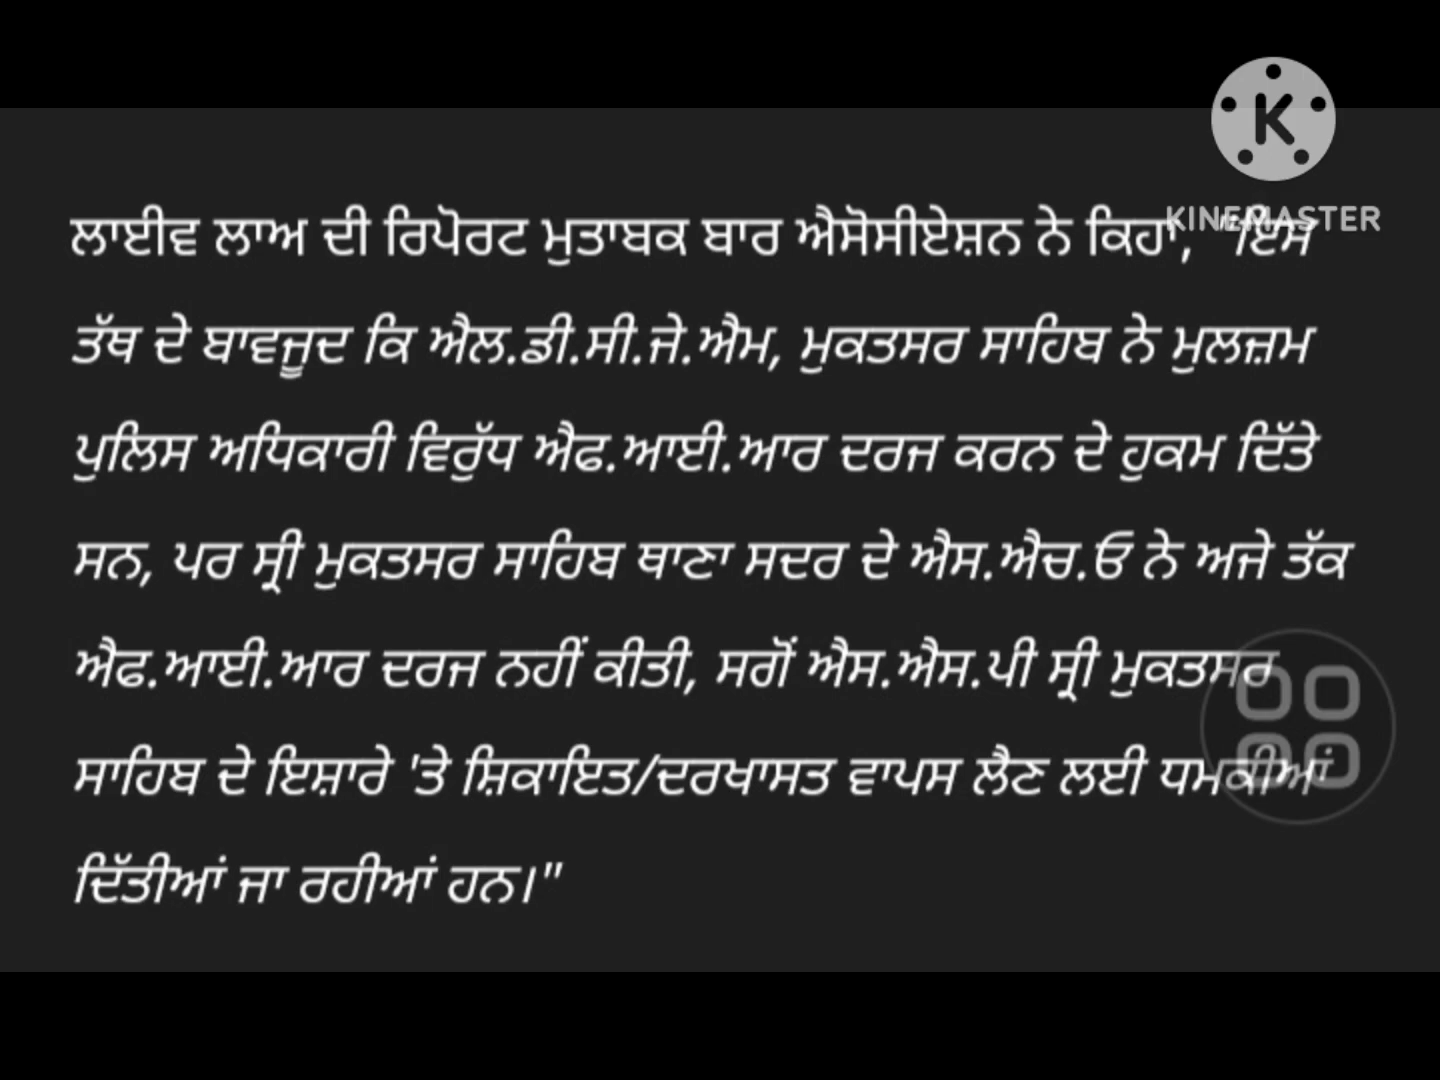 KINEMASTER
ਲਾਈਵ ਲਾਅ ਦੀ ਰਿਪੋਰਟ ਮੁਤਾਬਕ ਬਾਰ ਐਸੋਸੀਏਸ਼ਨ ਨੇ ਕਿਹਾ, "ਇਸ
ਤੱਥ ਦੇ ਬਾਵਜੂਦ ਕਿ ਐਲ.ਡੀ.ਸੀ.ਜੇ.ਐਮ, ਮੁਕਤਸਰ ਸਾਹਿਬ ਨੇ ਮੁਲਜ਼ਮ
ਪੁਲਿਸ ਅਧਿਕਾਰੀ ਵਿਰੁੱਧ ਐਫ.ਆਈ.ਆਰ ਦਰਜ ਕਰਨ ਦੇ ਹੁਕਮ ਦਿੱਤੇ
ਸਨ, ਪਰ ਸ੍ਰੀ ਮੁਕਤਸਰ ਸਾਹਿਬ ਥਾਣਾ ਸਦਰ ਦੇ ਐਸ.ਐਚ.ਓ ਨੇ ਅਜੇ ਤੱਕ
ਐਫ.ਆਈ.ਆਰ ਦਰਜ ਨਹੀਂ ਕੀਤੀ, ਸਗੋਂ ਐਸ.ਐਸ.ਪੀ ਸ੍ਰੀ ਮੁਕਤਸਰ
ਸਾਹਿਬ ਦੇ ਇਸ਼ਾਰੇ 'ਤੇ ਸ਼ਿਕਾਇਤ/ਦਰਖਾਸਤ ਵਾਪਸ ਲੈਣ ਲਈ ਧਮਕੀਆਂ
ਦਿੱਤੀਆਂ ਜਾ ਰਹੀਆਂ ਹਨ।"